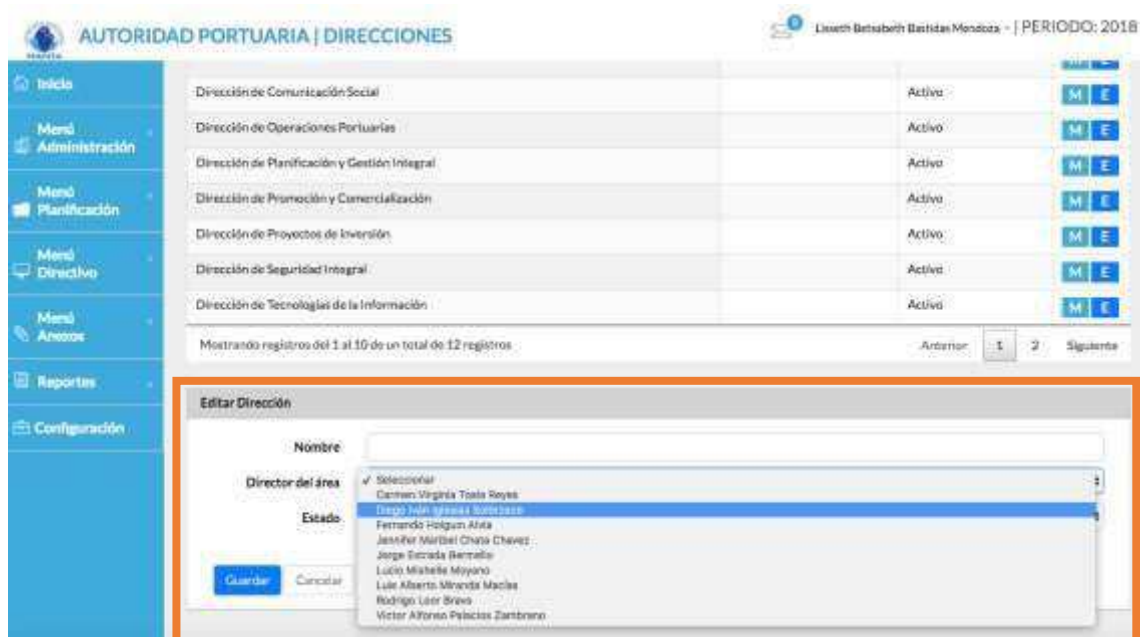 AUTORIDAD PORTUARIA | DIRECCIONES
0
Lisseth Betsabeth Bastidas Mendoza - | PERIODO: 2018
MANTA
Inicio
Menú
Administración
Menú
Planificación
Menú
Directivo
Menú
Anexos
Reportes
Configuración
M E
Dirección de Comunicación Social Activo M E
Dirección de Operaciones Portuarias Activo M E
Dirección de Planificación y Gestión Integral Activo M E
Dirección de Promoción y Comercialización Activo M E
Dirección de Proyectos de Inversión Activo M E
Dirección de Seguridad Integral Activo M E
Dirección de Tecnologías de la Información Activo M E
Mostrando registros del 1 al 10 de un total de 12 registros Anterior 1 2 Siguiente
Editar Dirección
Nombre
Director del área
✓ Seleccionar
Carmen Virginia Reyes
Diego Iván
Estado
Fernando Holguin Alvia
Jennifer Maribel Chavez
Jorge Estrada Bermello
Lucio Mishelle Moyano
Luis Alberto Miranda Macías
Rodrigo Loor Bravo
Victor Alfonso Palacios Zambrano
Guardar Cancelar